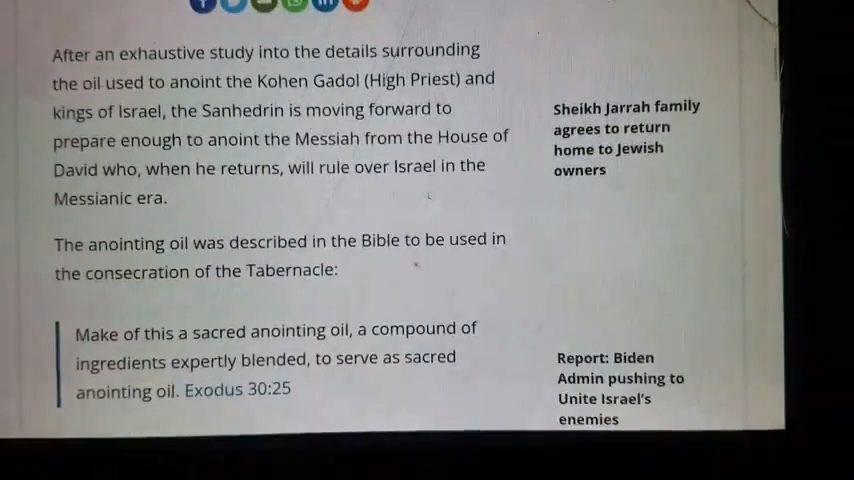 After an exhaustive study into the details surrounding
the oil used to anoint the Kohen Gadol (High Priest) and
kings of Israel, the Sanhedrin is moving forward to
prepare enough to anoint the Messiah from the House of
David who, when he returns, will rule over Israel in the
Messianic era.
The anointing oil was described in the Bible to be used in
the consecration of the Tabernacle:
Make of this a sacred anointing oil, a compound of
ingredients expertly blended, to serve as sacred
anointing oil. Exodus 30:25
Sheikh Jarrah family
agrees to return
home to Jewish
owners
Report: Biden
Admin pushing to
Unite Israel's
enemies